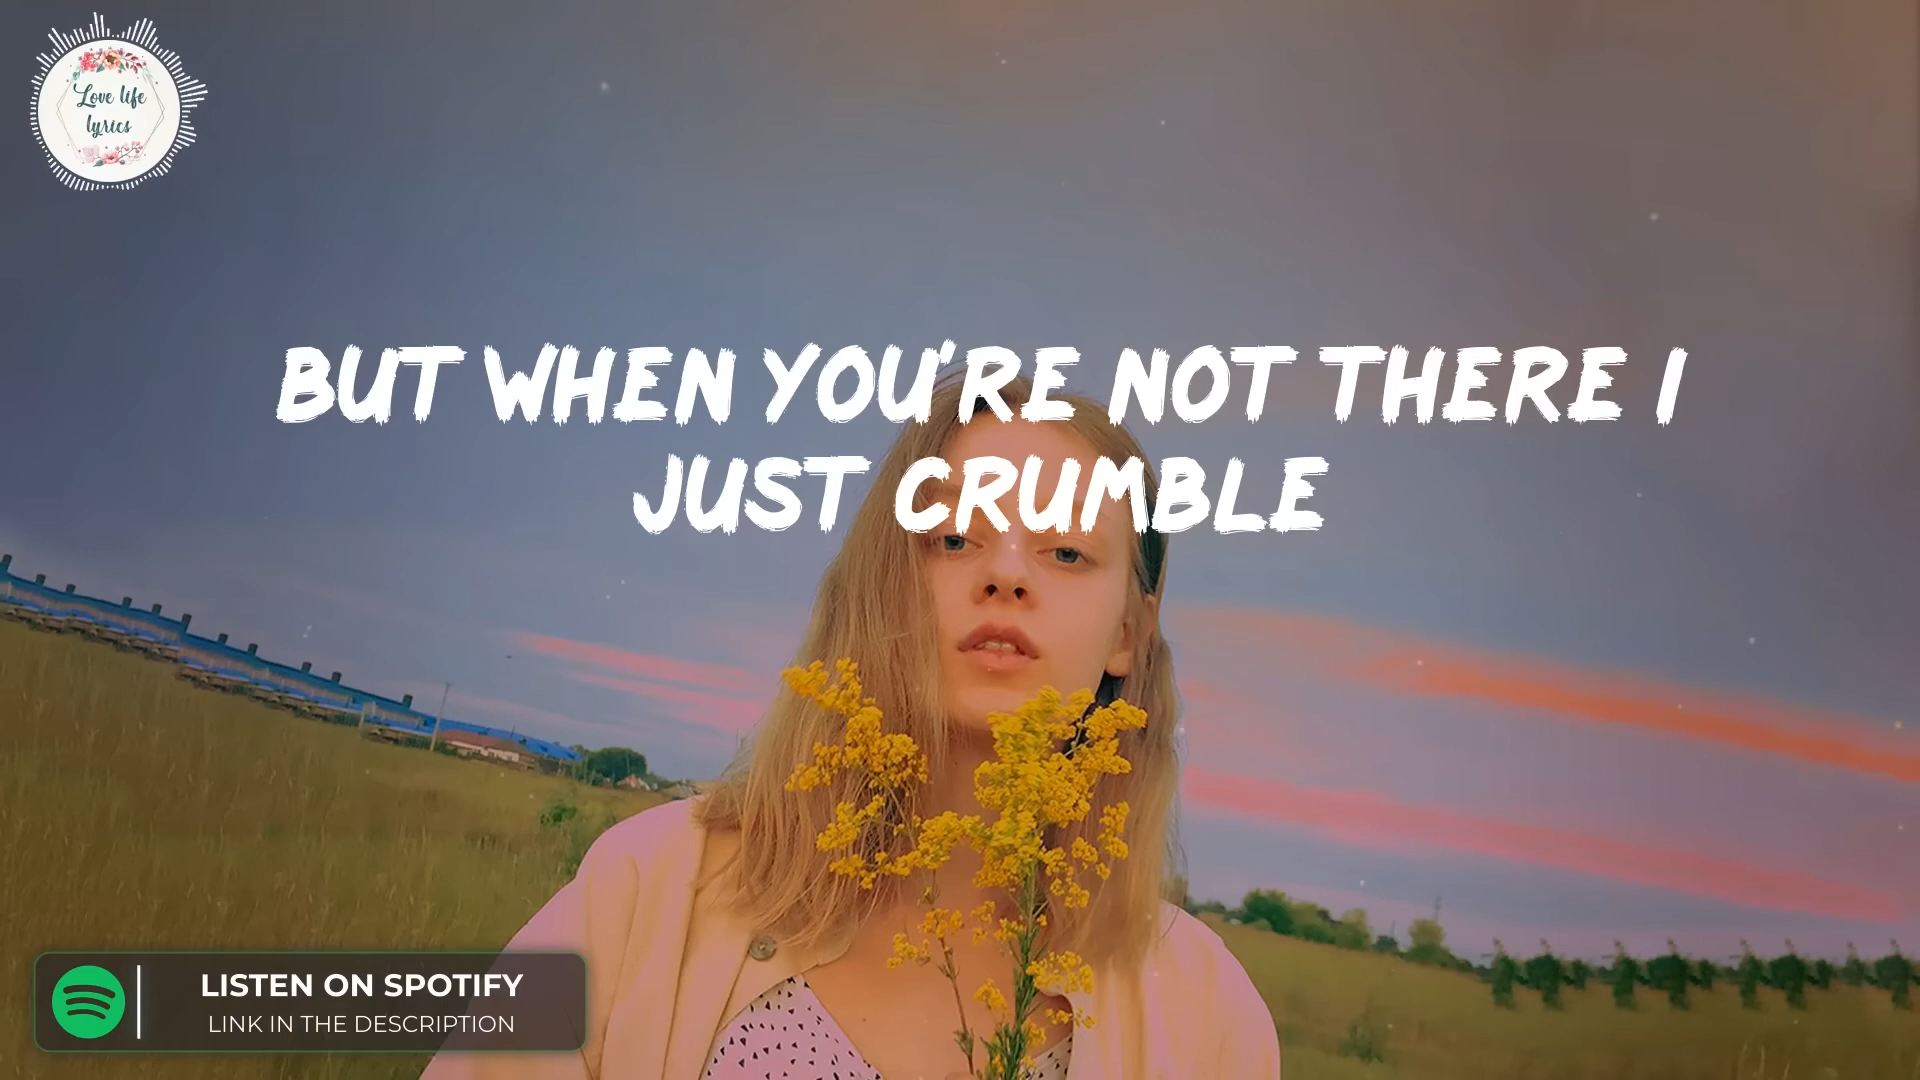 Love life
lyrics
BUT WHEN YOU'RE NOT THERE I
JUST CRUMBLE
LISTEN ON SPOTIFY
LINK IN THE DESCRIPTION